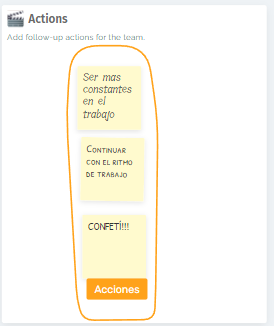 Actions
Add follow-up actions for the team.
Ser mas
constantes
en el
trabajo
Continuar
con el ritmo
de trabajo
CONFETÍ!!!
Acciones